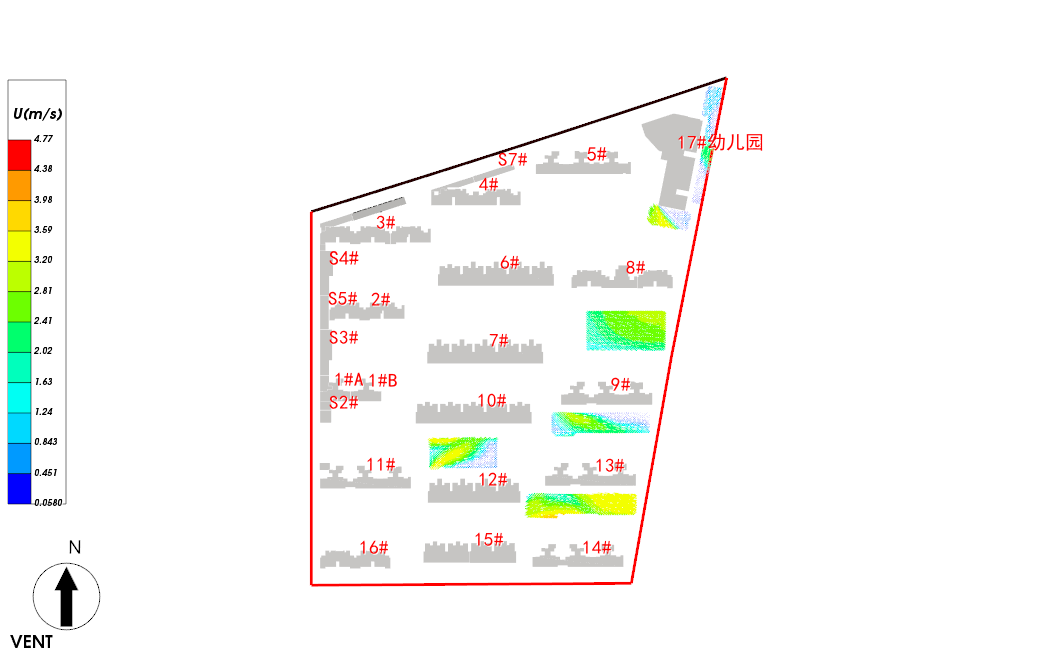 U(m/s)
4.77
4.38
3.98
3.59
3.20
2.81
2.41
2.02
1.63
1.24
0.843
0.451
0.0580
N
VENT
17#幼儿园
5#
S7#
4#
3#
S4#
6#
8#
S5# 2#
S3#
7#
1#A 1#B
9#
S2#
10#
11#
13#
12#
15#
16#
14#